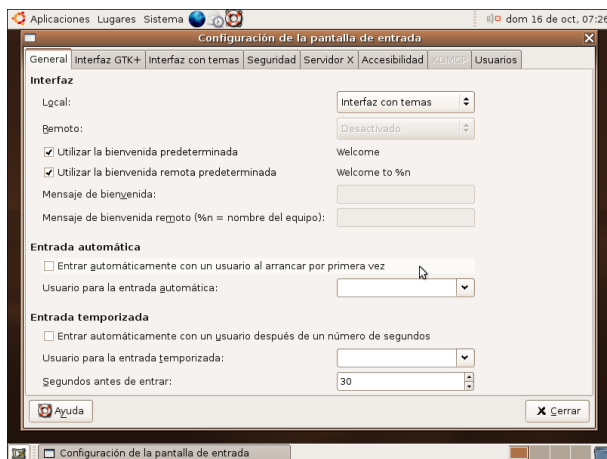 Aplicaciones Lugares Sistema dom 16 de oct, 07:26
Configuración de la pantalla de entrada
General Interfaz GTK+ Interfaz con temas Seguridad Servidor X Accesibilidad XDMCP Usuarios
Interfaz
Local: Interfaz con temas
Remoto: Desactivado
Utilizar la bienvenida predeterminada Welcome
Utilizar la bienvenida remota predeterminada Welcome to %n
Mensaje de bienvenida:
Mensaje de bienvenida remoto (%n = nombre del equipo):
Entrada automática
Entrar automáticamente con un usuario al arrancar por primera vez
Usuario para la entrada automática:
Entrada temporizada
Entrar automáticamente con un usuario después de un número de segundos
Usuario para la entrada temporizada:
Segundos antes de entrar: 30
Ayuda Cerrar
Configuración de la pantalla de entrada